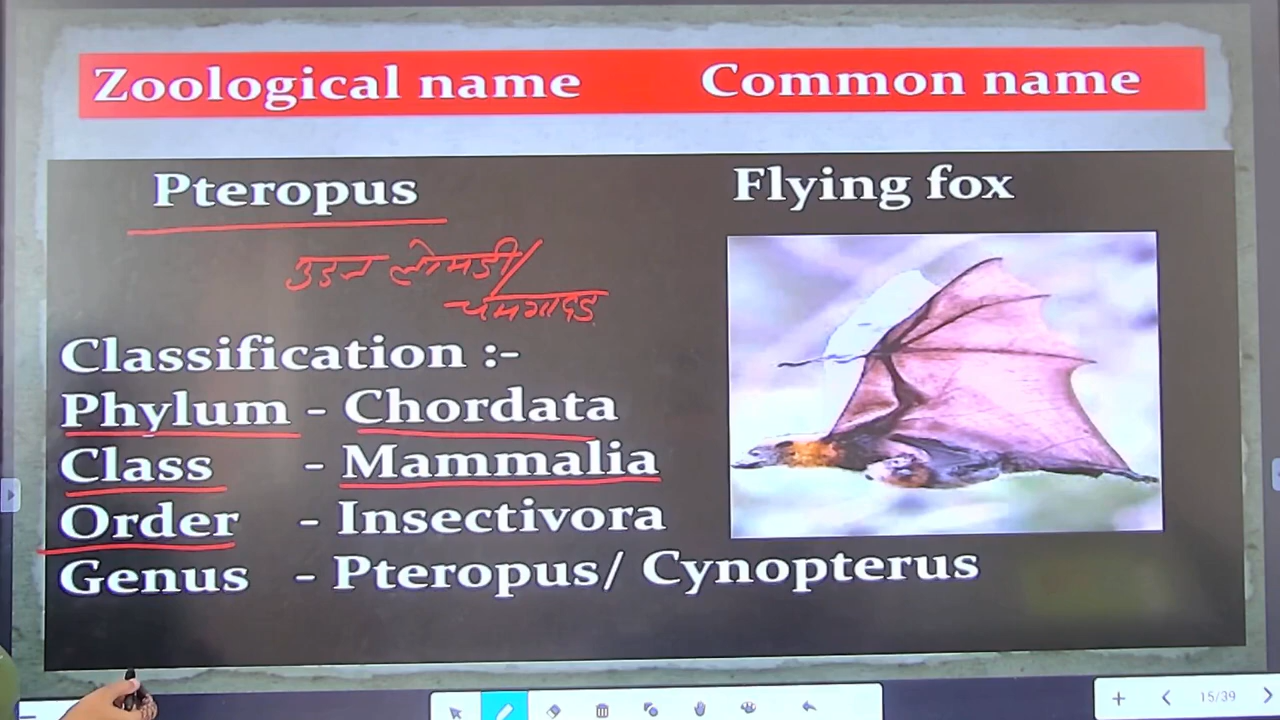 Zoological name Common name
Pteropus Flying fox
उडन लोमडी/
चमगादड
Classification :-
Phylum - Chordata
Class - Mammalia
Order - Insectivora
Genus - Pteropus/ Cynopterus
15/39